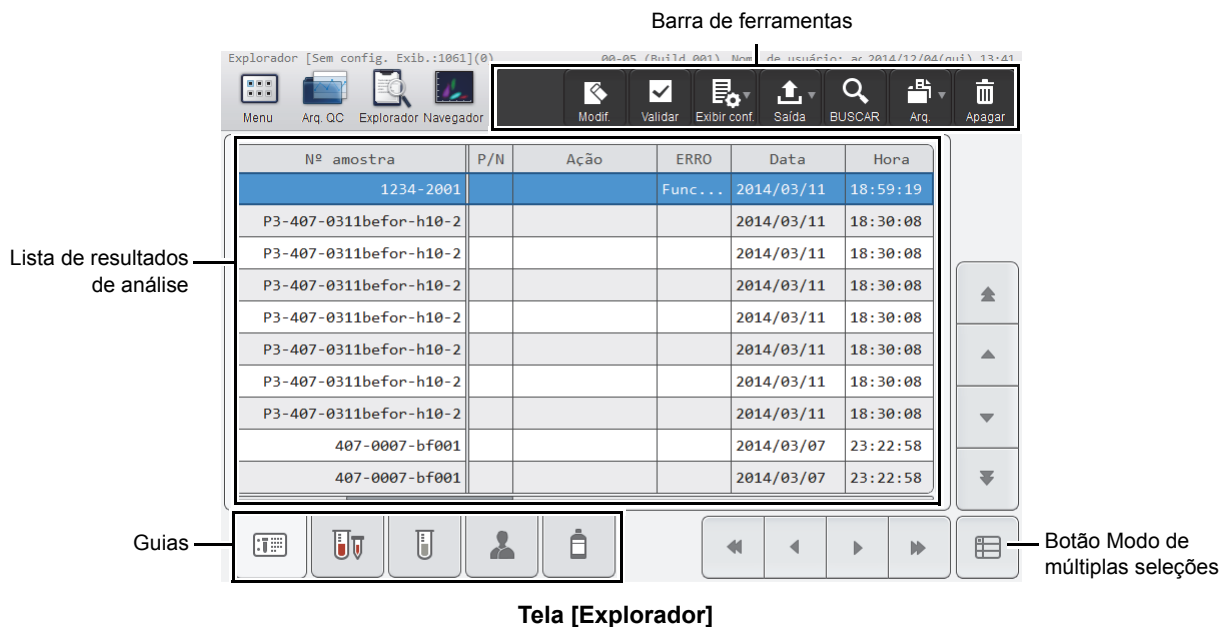 Barra de ferramentas
Explorador [Sem config. Exib.:1061](0) 00-05 (Build 001) Nome de usuário: ac 2014/12/04(qui) 13:41
Menu Arq. QC Explorador Navegador Modif. Validar Exibir conf. Saída BUSCAR Arq. Apagar
Nº amostra P/N Ação ERRO Data Hora
1234-2001 Func... 2014/03/11 18:59:19
P3-407-0311befor-h10-2 2014/03/11 18:30:08
P3-407-0311befor-h10-2 2014/03/11 18:30:08
P3-407-0311befor-h10-2 2014/03/11 18:30:08
P3-407-0311befor-h10-2 2014/03/11 18:30:08
P3-407-0311befor-h10-2 2014/03/11 18:30:08
P3-407-0311befor-h10-2 2014/03/11 18:30:08
P3-407-0311befor-h10-2 2014/03/11 18:30:08
407-0007-bf001 2014/03/07 23:22:58
407-0007-bf001 2014/03/07 23:22:58
Lista de resultados
de análise
Guias
Botão Modo de
múltiplas seleções
Tela [Explorador]